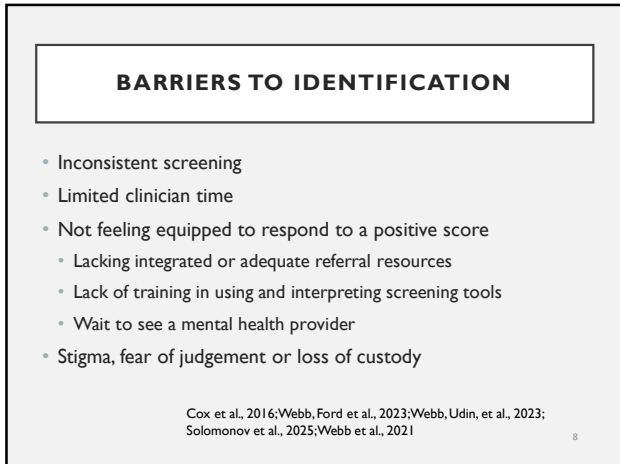 BARRIERS TO IDENTIFICATION
• Inconsistent screening
• Limited clinician time
• Not feeling equipped to respond to a positive score
• Lacking integrated or adequate referral resources
• Lack of training in using and interpreting screening tools
• Wait to see a mental health provider
• Stigma, fear of judgement or loss of custody
Cox et al., 2016;Webb, Ford et al., 2023;Webb, Udin, et al., 2023;
Solomonov et al., 2025;Webb et al., 2021
8